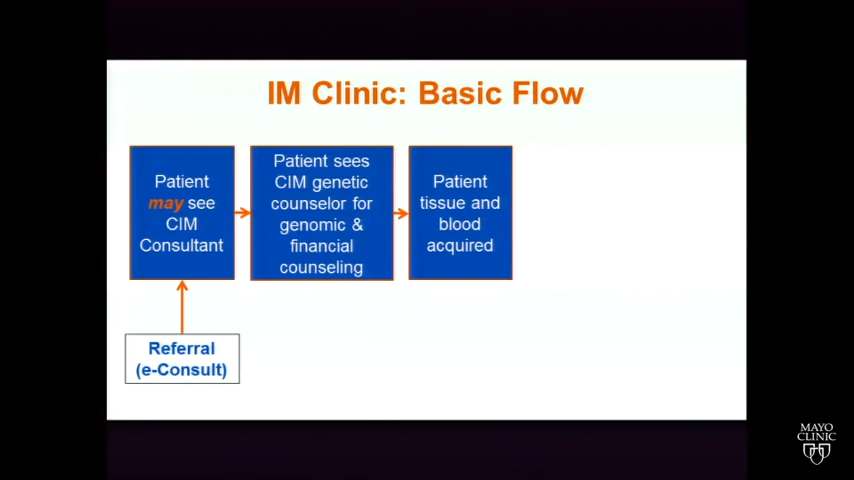 IM Clinic: Basic Flow
Patient
may see
CIM
Consultant
Patient sees
CIM genetic
counselor for
genomic &
financial
counseling
Patient
tissue and
blood
acquired
Referral
(e-Consult)
MAYO
CLINIC